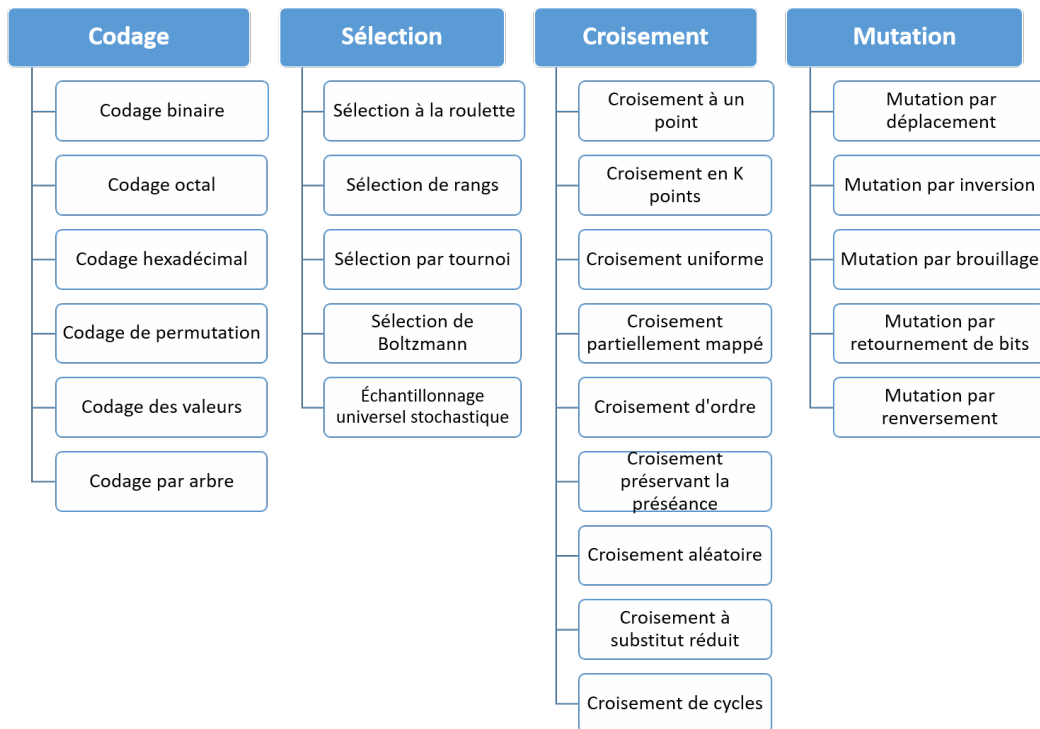 Codage
Codage binaire
Codage octal
Codage hexadécimal
Codage de permutation
Codage des valeurs
Codage par arbre
Sélection
Sélection à la roulette
Sélection de rangs
Sélection par tournoi
Sélection de
Boltzmann
Échantillonnage
universel stochastique
Croisement
Croisement à un
point
Croisement en K
points
Croisement uniforme
Croisement
partiellement mappé
Croisement d'ordre
Croisement
préservant la
préséance
Croisement aléatoire
Croisement à
substitut réduit
Croisement de cycles
Mutation
Mutation par
déplacement
Mutation par inversion
Mutation par brouillage
Mutation par
retournement de bits
Mutation par
renversement